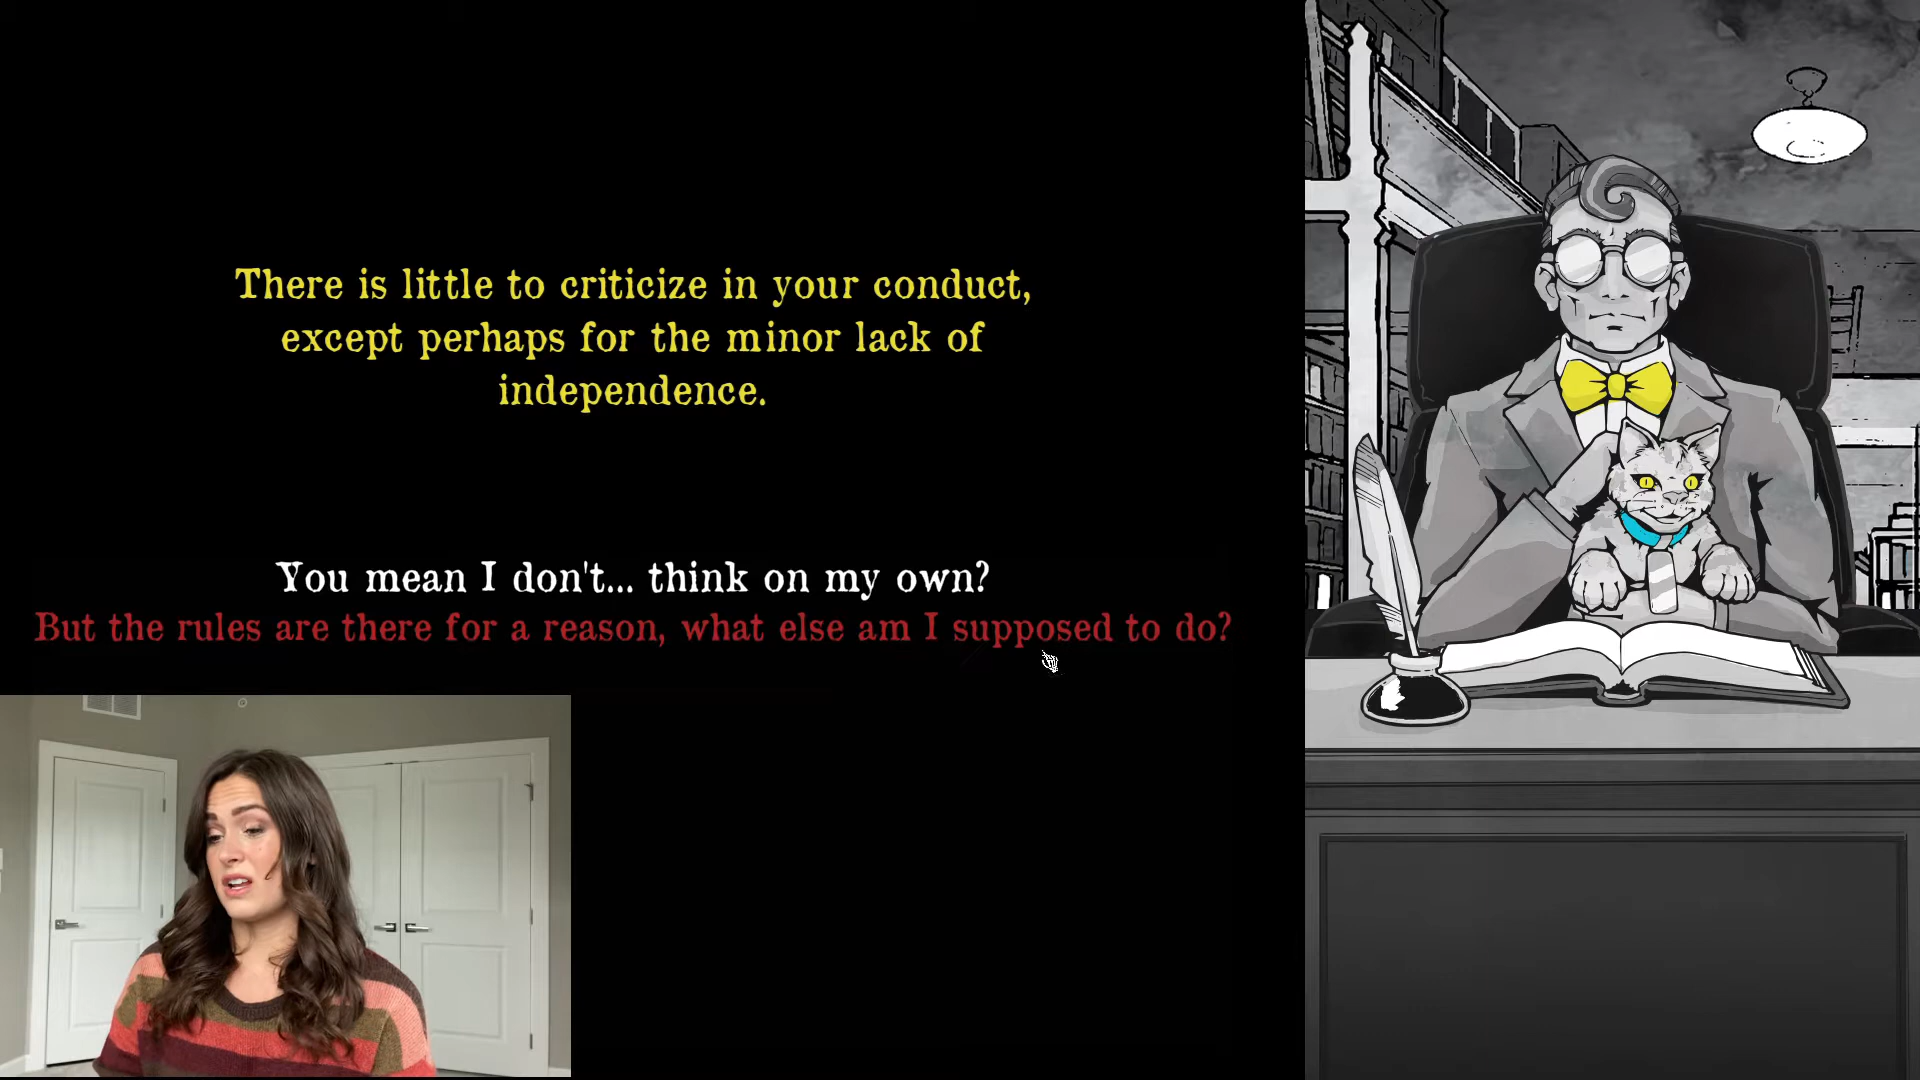 There is little to criticize in your conduct,
except perhaps for the minor lack of
independence.
You mean I don't... think on my own?
But the rules are there for a reason, what else am I supposed to do?